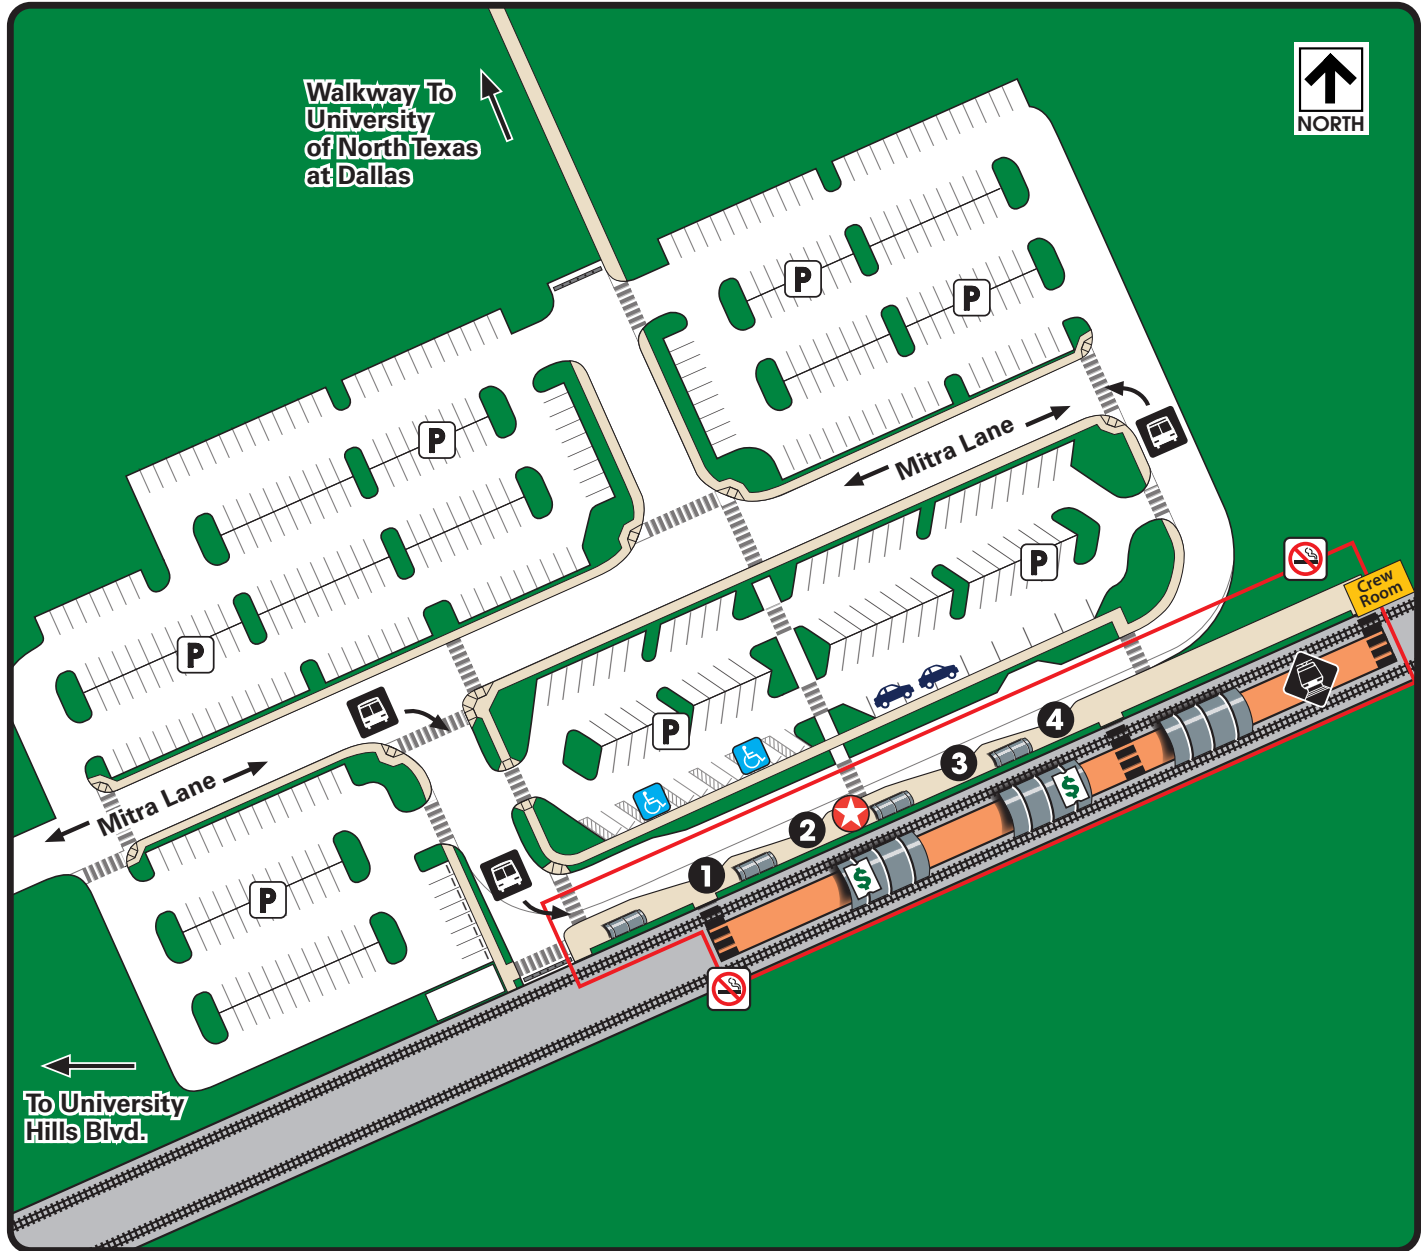 Walkway To
University
of North Texas
at Dallas
NORTH
P
P
P
Mitra Lane
P
Crew
Room
P
P
4
3
$
2
Mitra Lane
1
$
P
To University
Hills Blvd.